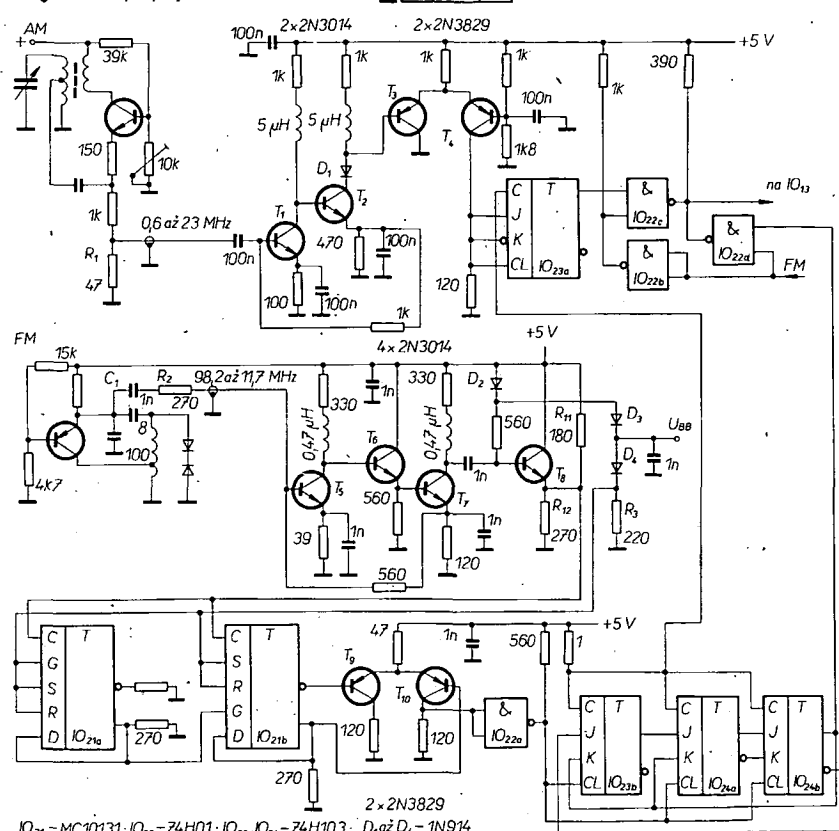 AM
+
39k
150
10k
1k
0,6 až 23 MHz
R1
47
100n
2×2N3014
2×2N3829
+5 V
1k
1k
1k
1k
1k
390
5 µH
5 µH
T3
T4
100n
1k8
D1
T1
T2
470
100n
100n
100
100n
1k
120
C T
J
K
CL
IO23a
&
IO22c
na IO13
&
IO22b
&
IO22d
FM
FM
15k
C1
1n
R2
270
98,2 až 11,7 MHz
8
100
4k7
4×2N3014
+5 V
330
1n
330
D2
0,47 µH
0,47 µH
560
R11
180
D3
UBB
D4
1n
T5
T6
T7
1n
T8
560
39
1n
1n
120
560
R12
270
R3
220
C T
G
S
R
D
IO21a
270
C T
S
R
G
D
IO21b
270
47
1n
560
1
+5 V
T9
T10
120
120
&
IO22a
C T
J
K
CL
IO23b
C T
J
K
CL
IO24a
C T
J
K
CL
IO24b
2×2N3829
IO21 – MC10131; IO22 – 74H01; IO23, IO24 – 74H103; D1 až D4 – 1N914